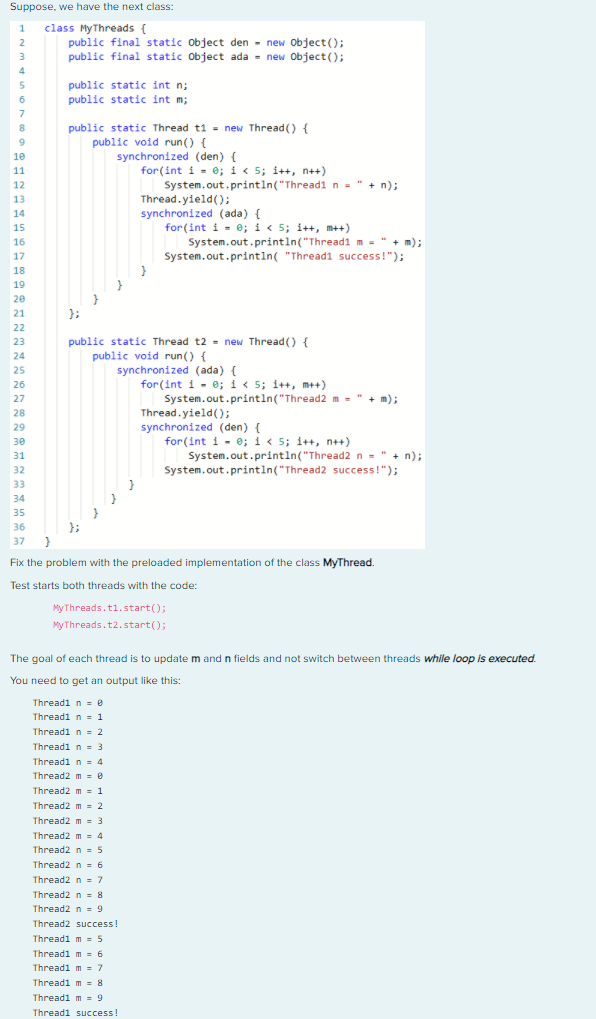 Suppose, we have the next class:
1 class MyThreads {
2 public final static Object den = new Object();
3 public final static Object ada = new Object();
4
5 public static int n;
6 public static int m;
7
8 public static Thread t1 = new Thread() {
9 public void run() {
10 synchronized (den) {
11 for(int i = 0; i < 5; i++, n++)
12 System.out.println("Thread1 n = " + n);
13 Thread.yield();
14 synchronized (ada) {
15 for(int i = 0; i < 5; i++, m++)
16 System.out.println("Thread1 m = " + m);
17 System.out.println( "Thread1 success!");
18 }
19 }
20 }
21 };
22
23 public static Thread t2 = new Thread() {
24 public void run() {
25 synchronized (ada) {
26 for(int i = 0; i < 5; i++, m++)
27 System.out.println("Thread2 m = " + m);
28 Thread.yield();
29 synchronized (den) {
30 for(int i = 0; i < 5; i++, n++)
31 System.out.println("Thread2 n = " + n);
32 System.out.println("Thread2 success!");
33 }
34 }
35 }
36 };
37 }
Fix the problem with the preloaded implementation of the class MyThread.
Test starts both threads with the code:
MyThreads.t1.start();
MyThreads.t2.start();
The goal of each thread is to update m and n fields and not switch between threads while loop is executed.
You need to get an output like this:
Thread1 n = 0
Thread1 n = 1
Thread1 n = 2
Thread1 n = 3
Thread1 n = 4
Thread2 m = 0
Thread2 m = 1
Thread2 m = 2
Thread2 m = 3
Thread2 m = 4
Thread2 n = 5
Thread2 n = 6
Thread2 n = 7
Thread2 n = 8
Thread2 n = 9
Thread2 success!
Thread1 m = 5
Thread1 m = 6
Thread1 m = 7
Thread1 m = 8
Thread1 m = 9
Thread1 success!